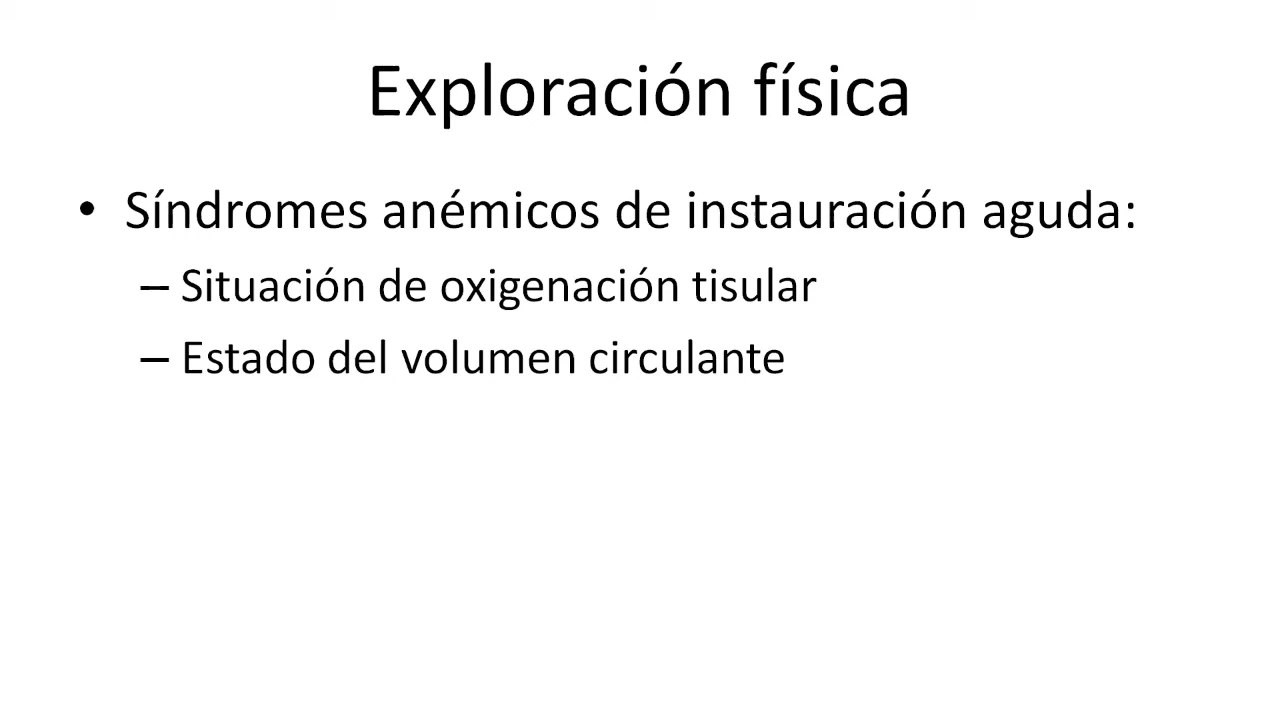 Exploración física
• Síndromes anémicos de instauración aguda:
– Situación de oxigenación tisular
– Estado del volumen circulante